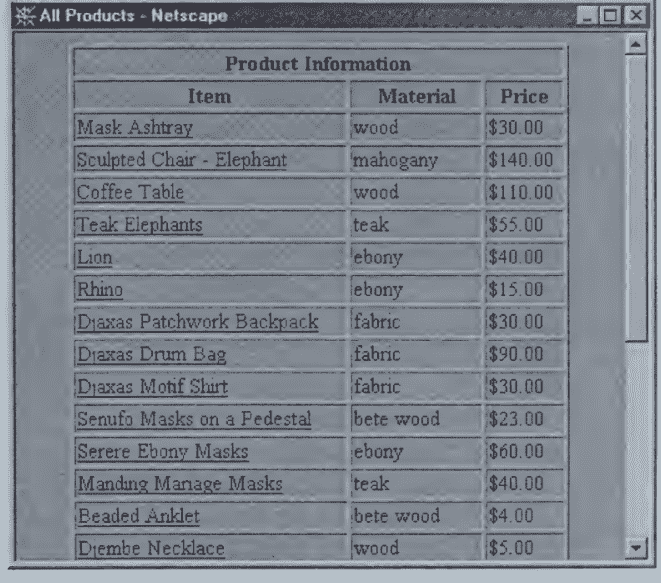 All Products - Netscape
Product Information
Item Material Price
Mask Ashtray wood $30.00
Sculpted Chair - Elephant mahogany $140.00
Coffee Table wood $110.00
Teak Elephants teak $55.00
Lion ebony $40.00
Rhino ebony $15.00
Djaxas Patchwork Backpack fabric $30.00
Djaxas Drum Bag fabric $90.00
Djaxas Motif Shirt fabric $30.00
Senufo Masks on a Pedestal bete wood $23.00
Serere Ebony Masks ebony $60.00
Manding Mariage Masks teak $40.00
Beaded Anklet bete wood $4.00
Djembe Necklace wood $5.00